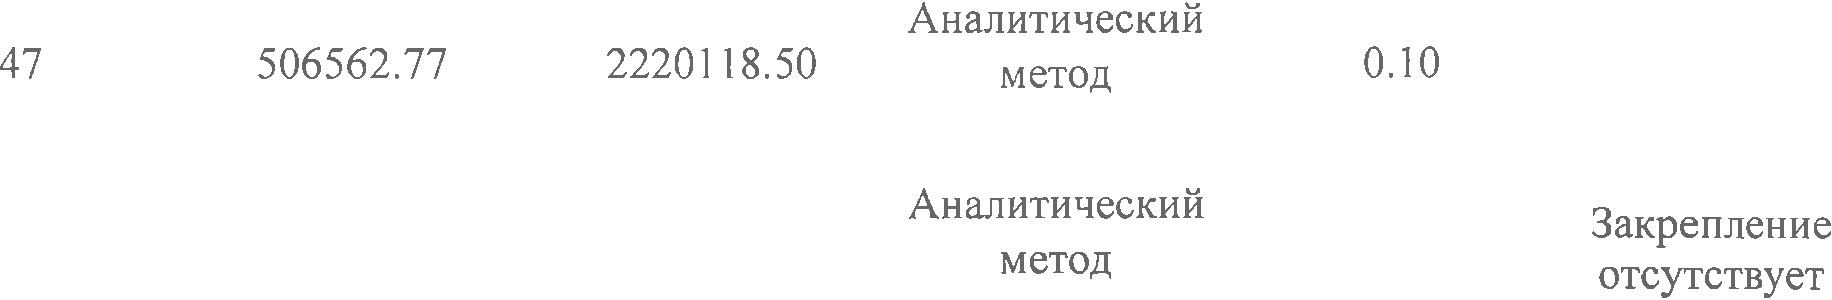 Аналитический
47 506562.77 2220118.50 метод 0.10
Аналитический
метод
Закрепление
отсутствует